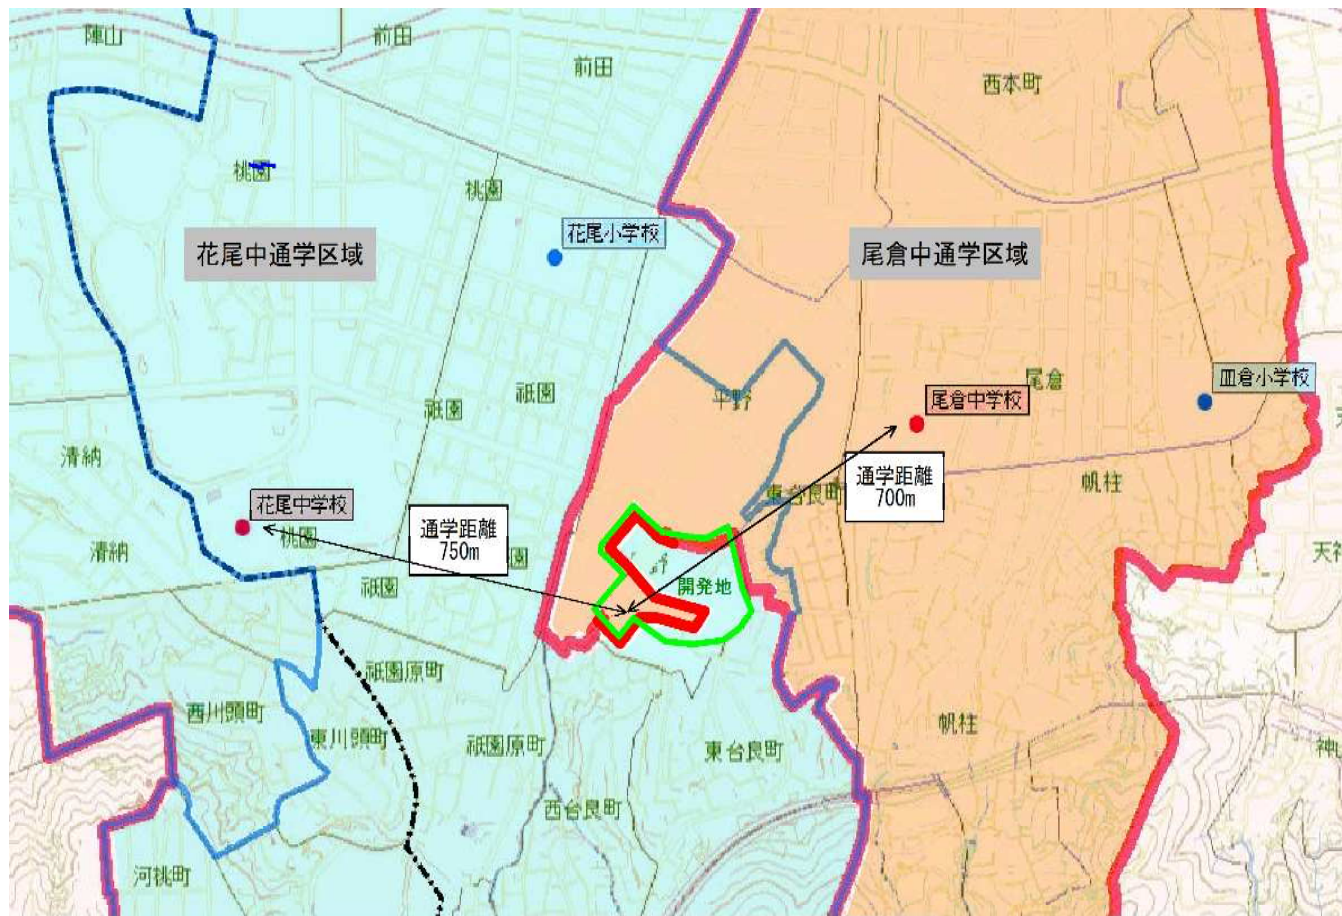 陣山
前田
前田
西本町
桃園
桃園
花尾小学校
花尾中通学区域
尾倉中通学区域
皿倉小学校
尾倉
平野
尾倉中学校
祇園
祇園
清納
帆柱
通学距離
700m
東台良町
花尾中学校
通学距離
750m
桃園
園
清納
天神
祇園
開発地
祇園原町
西川頭町
東川頭町
祇園原町
東台良町
帆柱
神
西台良町
河桃町